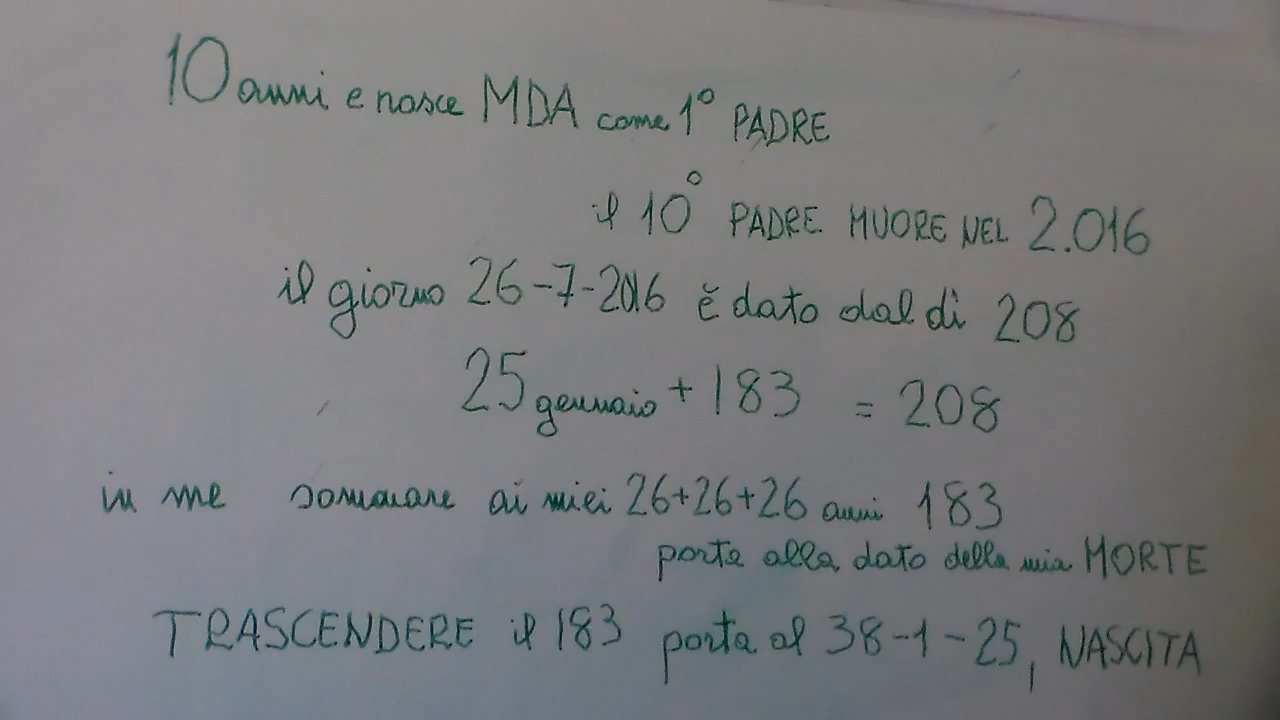 10 anni e nasce MDA come 1° PADRE
il 10° PADRE MUORE NEL 2.016
il giorno 26-7-2016 è dato dal dì 208
25 gennaio + 183 = 208
in me sommare ai miei 26+26+26 anni 183
porta alla dato della mia MORTE
TRASCENDERE il 183 porta al 38-1-25, NASCITA